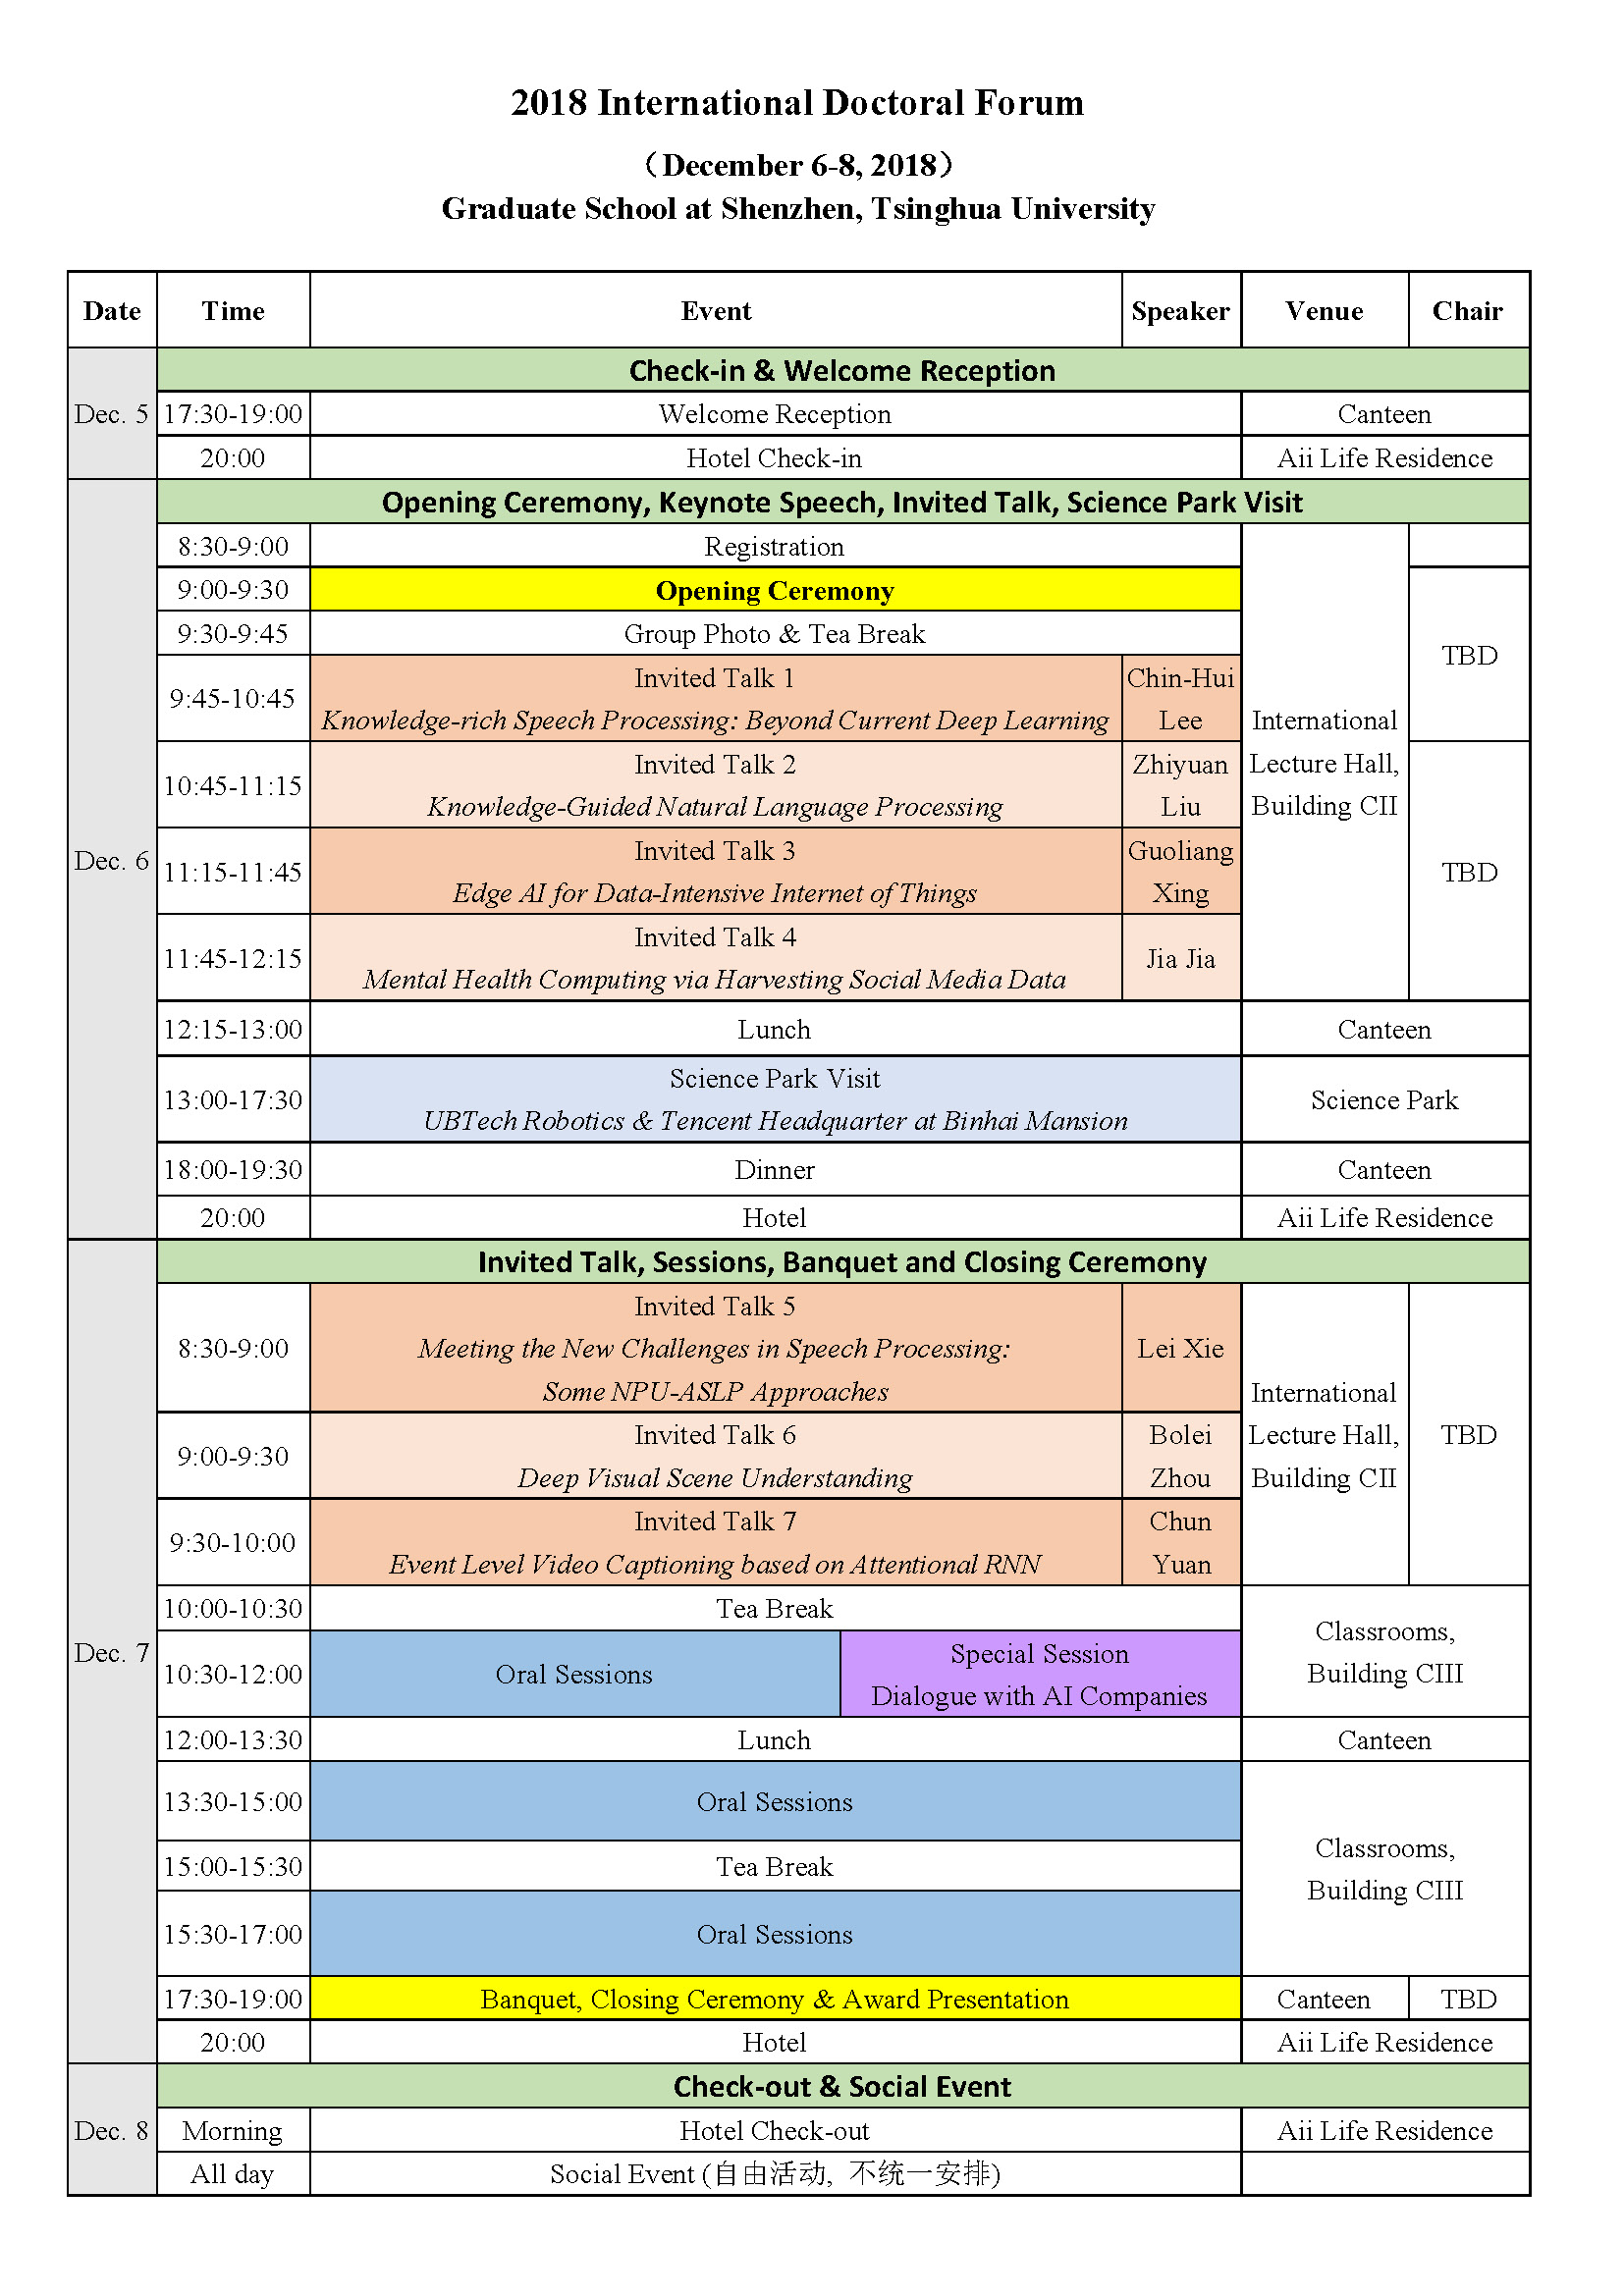 2018 International Doctoral Forum
（December 6-8, 2018）
Graduate School at Shenzhen, Tsinghua University
Date Time Event Speaker Venue Chair
Dec. 5
Check-in & Welcome Reception
17:30-19:00 Welcome Reception Canteen
20:00 Hotel Check-in Aii Life Residence
Dec. 6
Opening Ceremony, Keynote Speech, Invited Talk, Science Park Visit
8:30-9:00 Registration
International
Lecture Hall,
Building CII
9:00-9:30 Opening Ceremony
TBD
9:30-9:45 Group Photo & Tea Break
9:45-10:45
Invited Talk 1
Knowledge-rich Speech Processing: Beyond Current Deep Learning
Chin-Hui
Lee
10:45-11:15
Invited Talk 2
Knowledge-Guided Natural Language Processing
Zhiyuan
Liu
TBD
11:15-11:45
Invited Talk 3
Edge AI for Data-Intensive Internet of Things
Guoliang
Xing
11:45-12:15
Invited Talk 4
Mental Health Computing via Harvesting Social Media Data
Jia Jia
12:15-13:00 Lunch Canteen
13:00-17:30
Science Park Visit
UBTech Robotics & Tencent Headquarter at Binhai Mansion
Science Park
18:00-19:30 Dinner Canteen
20:00 Hotel Aii Life Residence
Dec. 7
Invited Talk, Sessions, Banquet and Closing Ceremony
8:30-9:00
Invited Talk 5
Meeting the New Challenges in Speech Processing:
Some NPU-ASLP Approaches
Lei Xie
International
Lecture Hall,
Building CII
TBD
9:00-9:30
Invited Talk 6
Deep Visual Scene Understanding
Bolei
Zhou
9:30-10:00
Invited Talk 7
Event Level Video Captioning based on Attentional RNN
Chun
Yuan
10:00-10:30 Tea Break
Classrooms,
Building CIII
10:30-12:00 Oral Sessions
Special Session
Dialogue with AI Companies
12:00-13:30 Lunch Canteen
13:30-15:00 Oral Sessions
Classrooms,
Building CIII
15:00-15:30 Tea Break
15:30-17:00 Oral Sessions
17:30-19:00 Banquet, Closing Ceremony & Award Presentation Canteen TBD
20:00 Hotel Aii Life Residence
Dec. 8
Check-out & Social Event
Morning Hotel Check-out Aii Life Residence
All day Social Event (自由活动, 不统一安排)